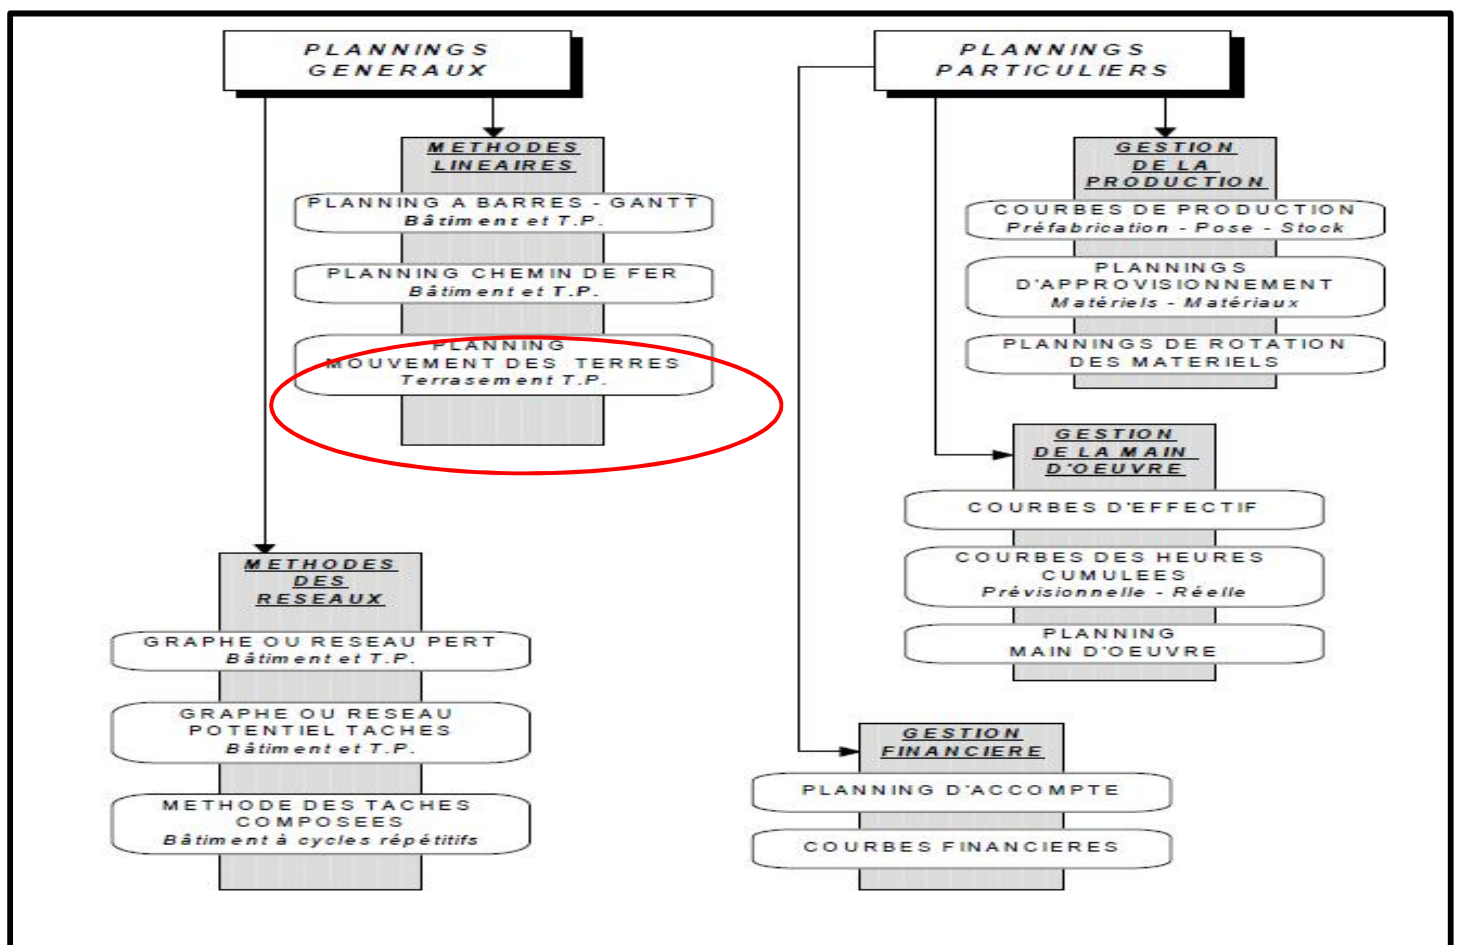 PLANNINGS
GENERAUX
METHODES
LINEAIRES
PLANNING A BARRES - GANTT
Bâtiment et T.P.
PLANNING CHEMIN DE FER
Bâtiment et T.P.
PLANNING
MOUVEMENT DES TERRES
Terrasement T.P.
METHODES
DES
RESEAUX
GRAPHE OU RESEAU PERT
Bâtiment et T.P.
GRAPHE OU RESEAU
POTENTIEL TACHES
Bâtiment et T.P.
METHODE DES TACHES
COMPOSEES
Bâtiment à cycles répétitifs
PLANNINGS
PARTICULIERS
GESTION
DE LA
PRODUCTION
COURBES DE PRODUCTION
Préfabrication - Pose - Stock
PLANNINGS
D'APPROVISIONNEMENT
Matériels - Matériaux
PLANNINGS DE ROTATION
DES MATERIELS
GESTION
DE LA MAIN
D'OEUVRE
COURBES D'EFFECTIF
COURBES DES HEURES
CUMULEES
Prévisionnelle - Réelle
PLANNING
MAIN D'OEUVRE
GESTION
FINANCIERE
PLANNING D'ACCOMPTE
COURBES FINANCIERES